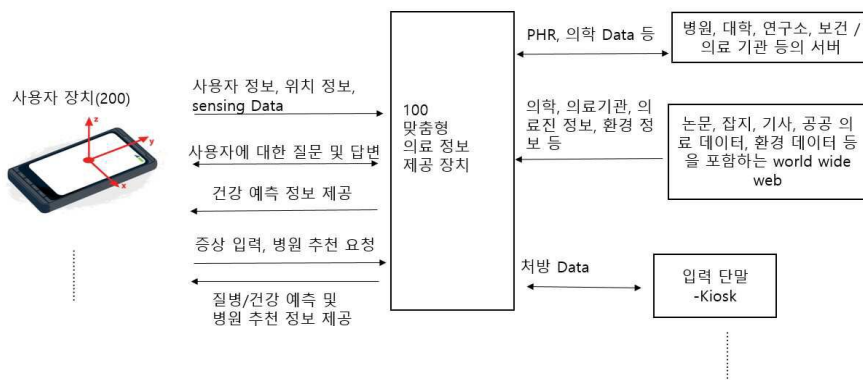 사용자 장치(200)
z
y
x
사용자 정보, 위치 정보,
sensing Data
사용자에 대한 질문 및 답변
건강 예측 정보 제공
증상 입력, 병원 추천 요청
질병/건강 예측 및
병원 추천 정보 제공
100
맞춤형
의료 정보
제공 장치
PHR, 의학 Data 등
의학, 의료기관, 의
료진 정보, 환경 정
보 등
처방 Data
병원, 대학, 연구소, 보건 /
의료 기관 등의 서버
논문, 잡지, 기사, 공공 의
료 데이터, 환경 데이터 등
을 포함하는 world wide
web
입력 단말
-Kiosk